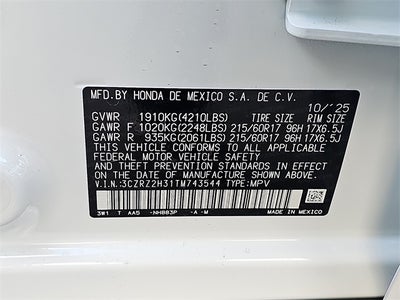 MFD.BY HONDA DE MEXICO S.A. DE C.V.
10/'25
GVWR 1910KG(4210LBS) TIRE SIZE RIM SIZE
GAWR F 1020KG(2248LBS) 215/60R17 96H 17X6.5J
GAWR R 935KG(2061LBS) 215/60R17 96H 17X6.5J
THIS VEHICLE CONFORMS TO ALL APPLICABLE
FEDERAL MOTOR VEHICLE SAFETY, BUMPER,
AND THEFT PREVENTION STANDARDS IN EFFECT
ON THE DATE OF MANUFACTURE SHOWN ABOVE.
V.I.N.:3CZRZ2H31TM743544 TYPE:MPV
3W1 T AA5 -NH883P -A -M MADE IN MEXICO